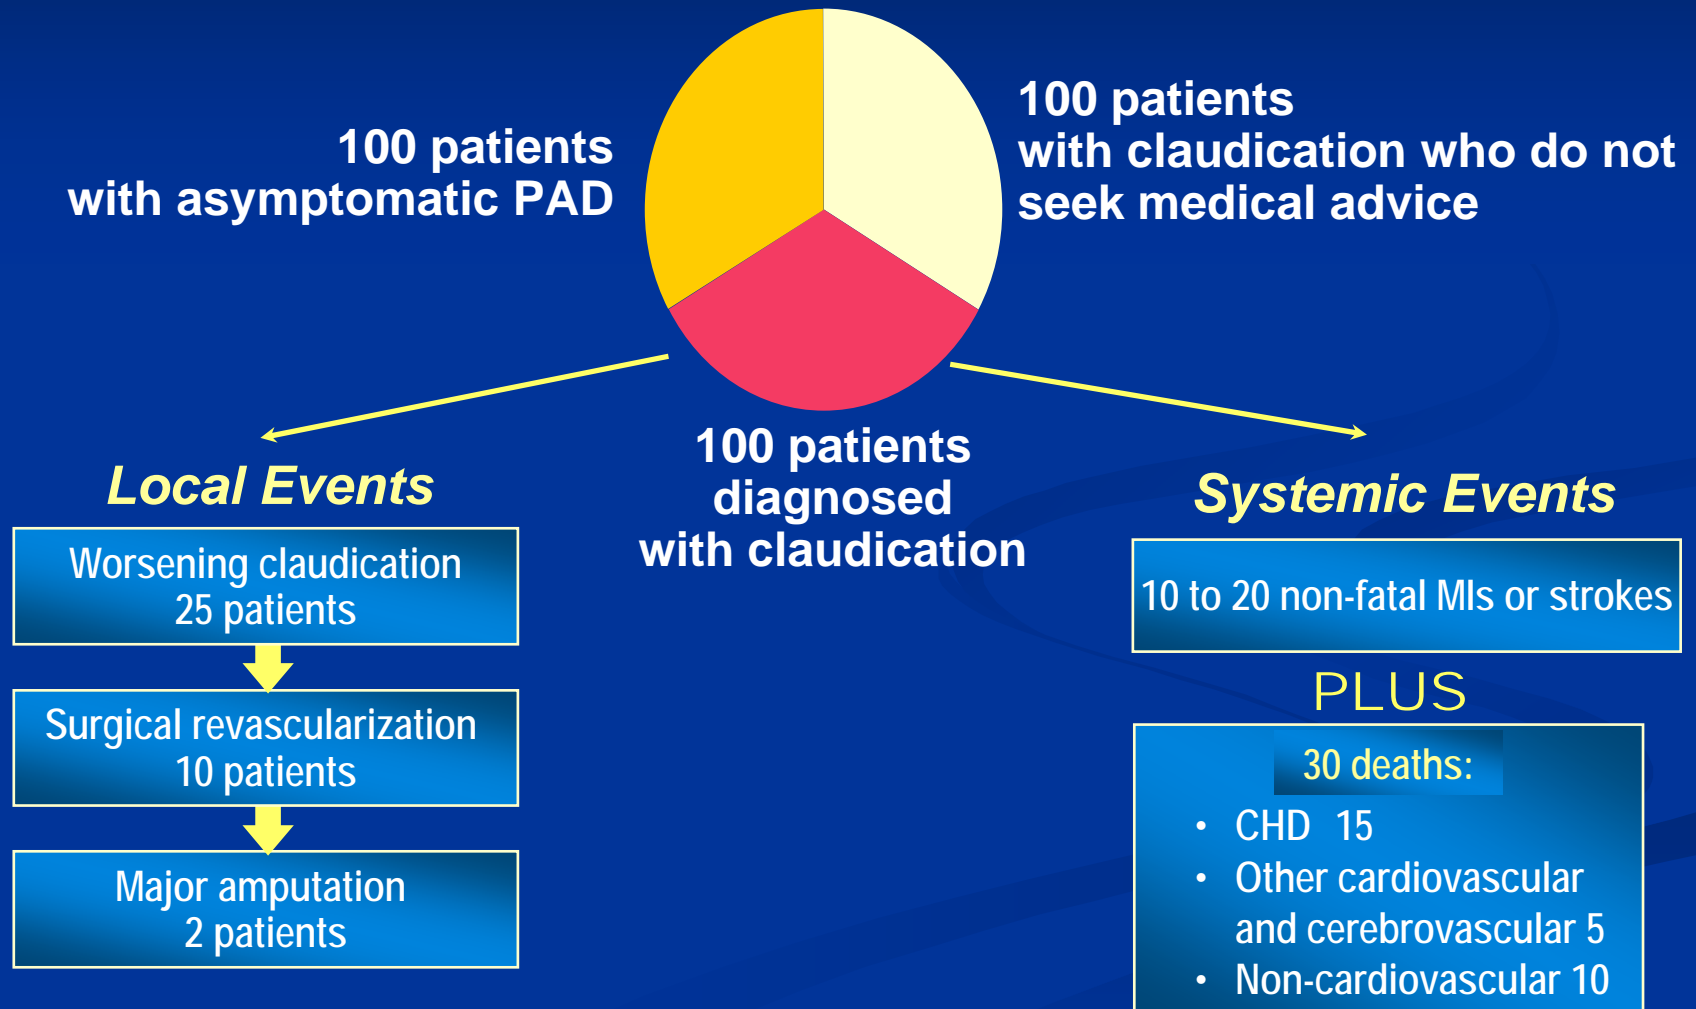 100 patients
with asymptomatic PAD
100 patients
with claudication who do not
seek medical advice
100 patients
diagnosed
with claudication
Local Events
Worsening claudication
25 patients
Surgical revascularization
10 patients
Major amputation
2 patients
Systemic Events
10 to 20 non-fatal MIs or strokes
PLUS
30 deaths:
• CHD 15
• Other cardiovascular
and cerebrovascular 5
• Non-cardiovascular 10